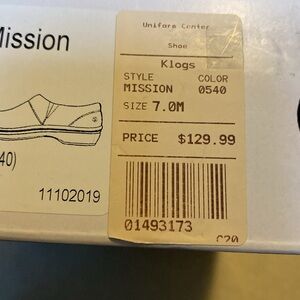 Mission
40)
11102019
Uniform Center
Shoe
Klogs
STYLE COLOR
MISSION 0540
SIZE 7.0M
PRICE $129.99
01493173
C20